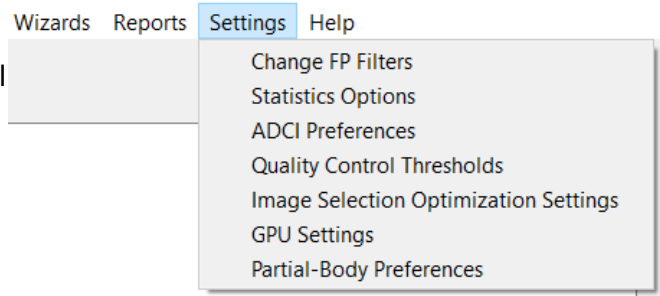 Wizards Reports Settings Help
Change FP Filters
Statistics Options
ADCI Preferences
Quality Control Thresholds
Image Selection Optimization Settings
GPU Settings
Partial-Body Preferences